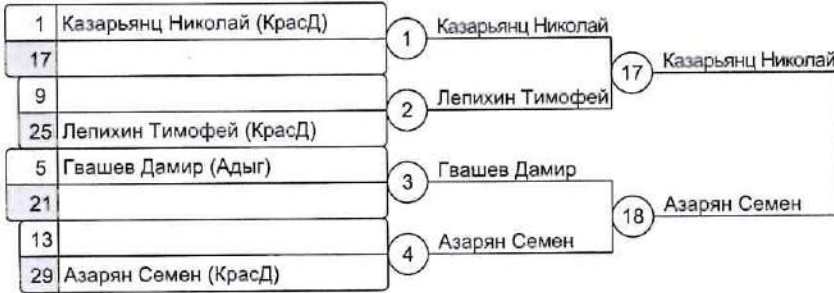 1 Казарьянц Николай (КрасД)
17
1 Казарьянц Николай
9
25 Лепихин Тимофей (КрасД)
2 Лепихин Тимофей
17 Казарьянц Николай
5 Гвашев Дамир (Адыг)
21
3 Гвашев Дамир
13
29 Азарян Семен (КрасД)
4 Азарян Семен
18 Азарян Семен